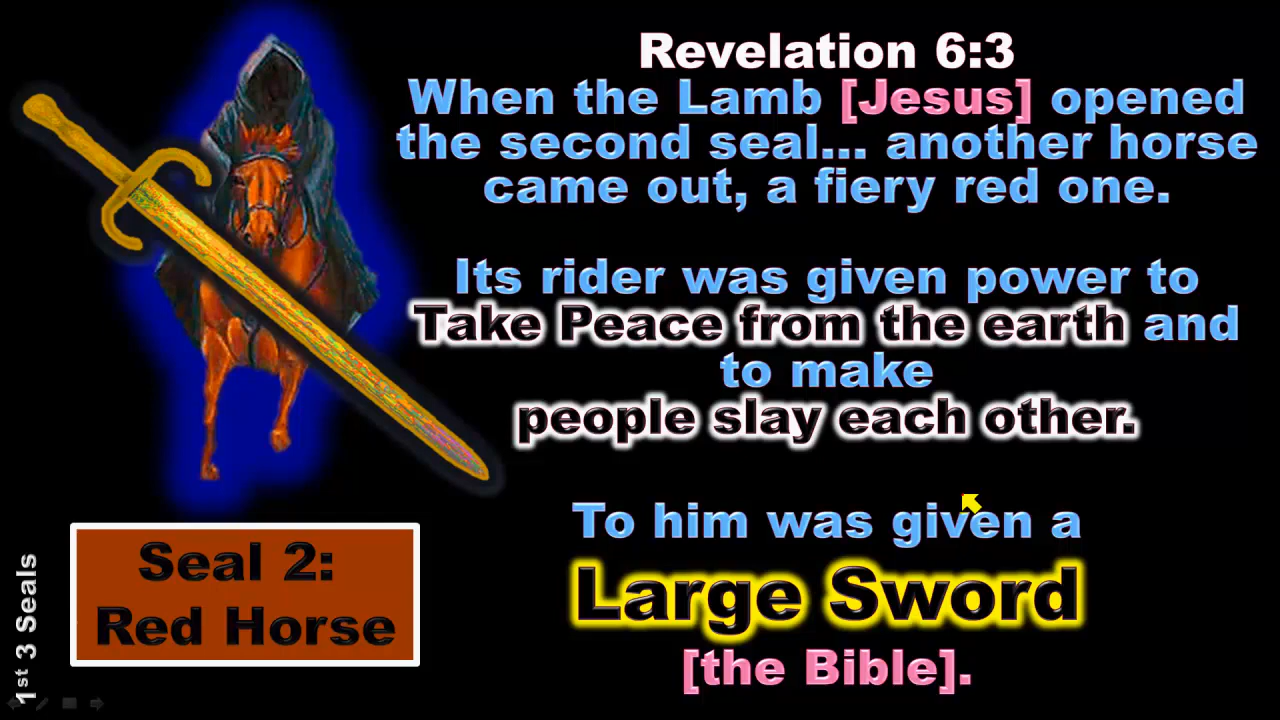 Revelation 6:3
When the Lamb [Jesus] opened
the second seal... another horse
came out, a fiery red one.
Its rider was given power to
Take Peace from the earth and
to make
people slay each other.
To him was given a
Large Sword
[the Bible].
Seal 2:
Red Horse
1st 3 Seals